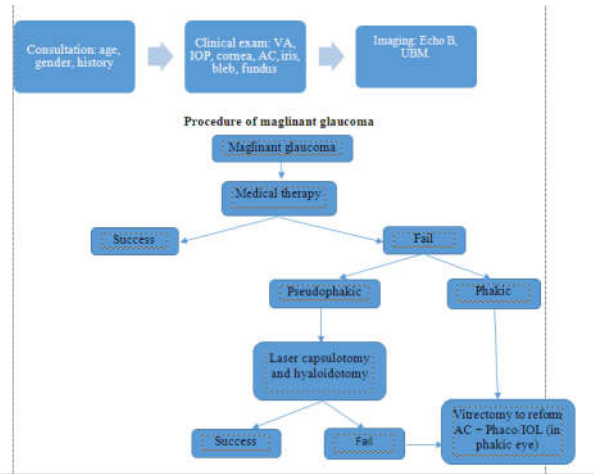 Consultation: age,
gender, history
Clinical exam: VA,
IOP, cornea, AC, iris,
bleb, fundus
Imaging: Echo B,
UBM.
Procedure of maglinant glaucoma
Maglinant glaucoma
Medical therapy
Success
Fail
Pseudophakic
Phakic
Laser capsulotomy
and hyaloidotomy
Vitrectomy to reform
AC + Phaco/IOL (in
phakic eye)
Success
Fail